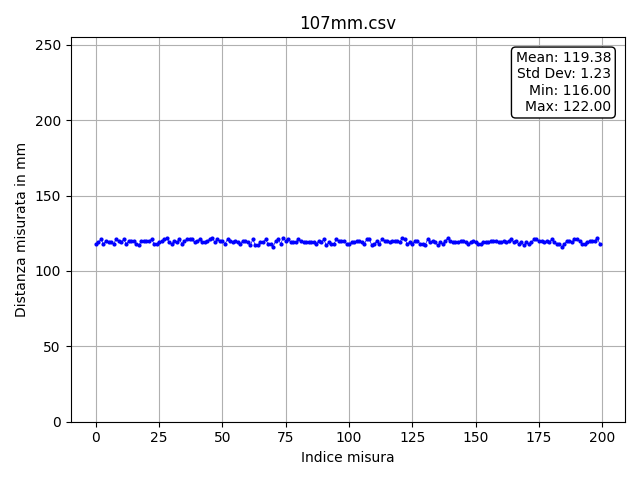 107mm.csv
Mean: 119.38
Std Dev: 1.23
Min: 116.00
Max: 122.00
Distanza misurata in mm
250
200
150
100
50
0
0 25 50 75 100 125 150 175 200
Indice misura